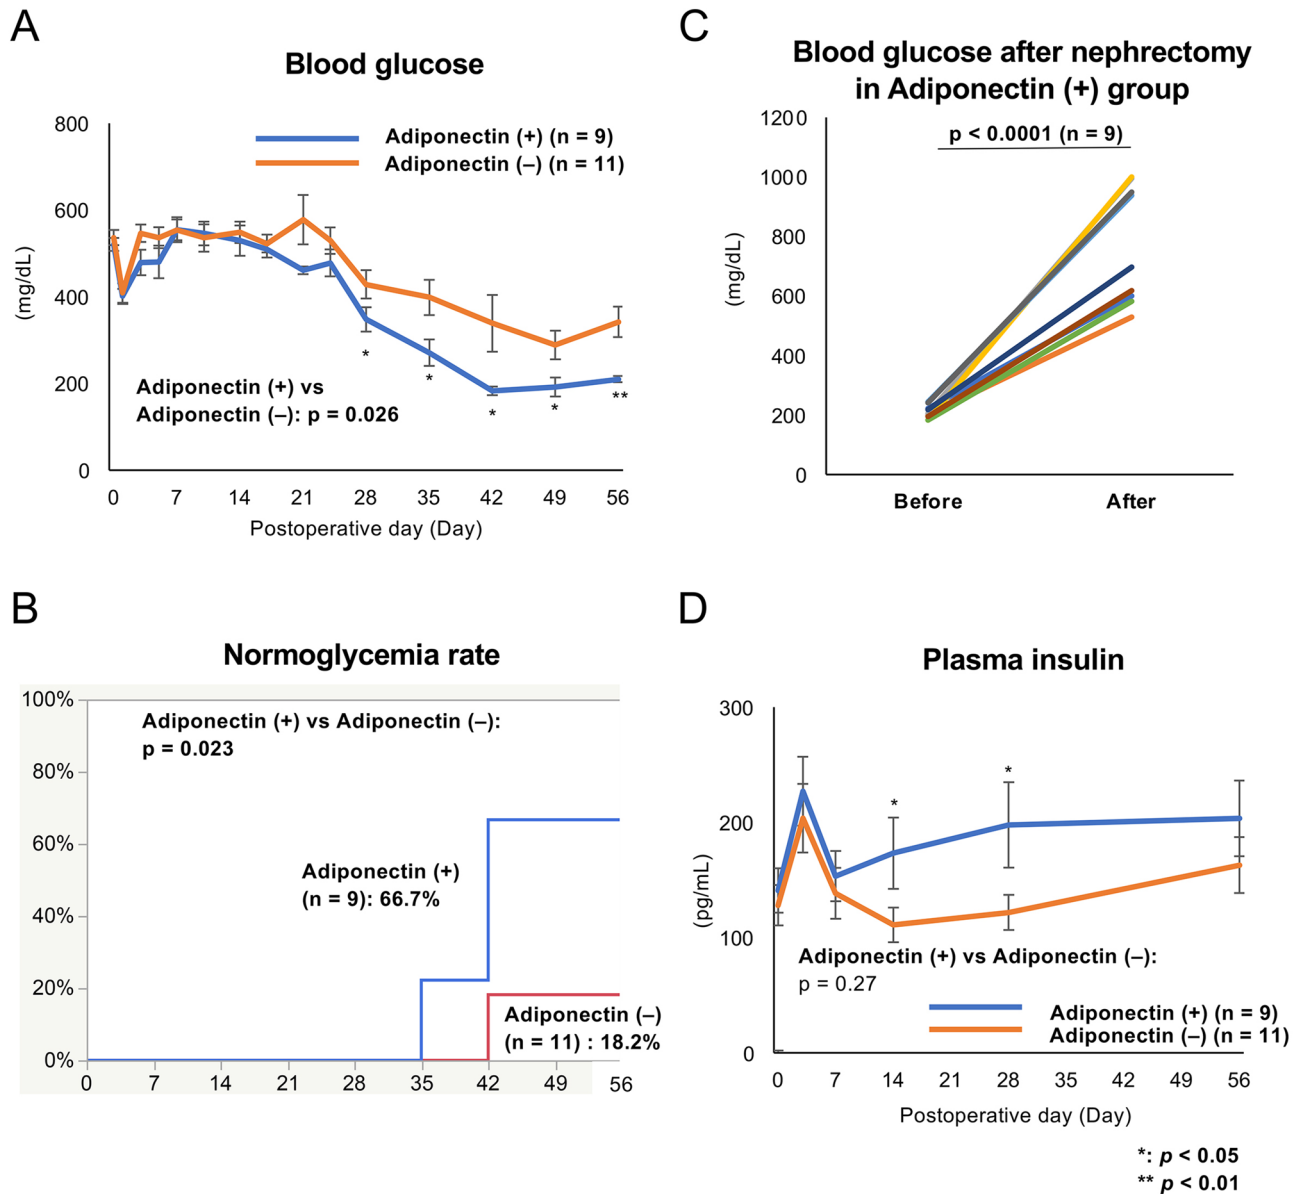 A
Blood glucose
800
600
400
200
0
(mg/dL)
Adiponectin (+) (n = 9)
Adiponectin (–) (n = 11)
*
*
*
*
**
Adiponectin (+) vs
Adiponectin (–): p = 0.026
0 7 14 21 28 35 42 49 56
Postoperative day (Day)
C
Blood glucose after nephrectomy
in Adiponectin (+) group
1200
1000
800
600
400
200
0
(mg/dL)
p < 0.0001 (n = 9)
Before After
B
Normoglycemia rate
100%
80%
60%
40%
20%
0%
Adiponectin (+) vs Adiponectin (–):
p = 0.023
Adiponectin (+)
(n = 9): 66.7%
Adiponectin (–)
(n = 11) : 18.2%
0 7 14 21 28 35 42 49 56
D
Plasma insulin
300
200
100
0
(pg/mL)
*
*
Adiponectin (+) vs Adiponectin (–):
p = 0.27
Adiponectin (+) (n = 9)
Adiponectin (–) (n = 11)
0 7 14 21 28 35 42 49 56
Postoperative day (Day)
*: p < 0.05
** p < 0.01